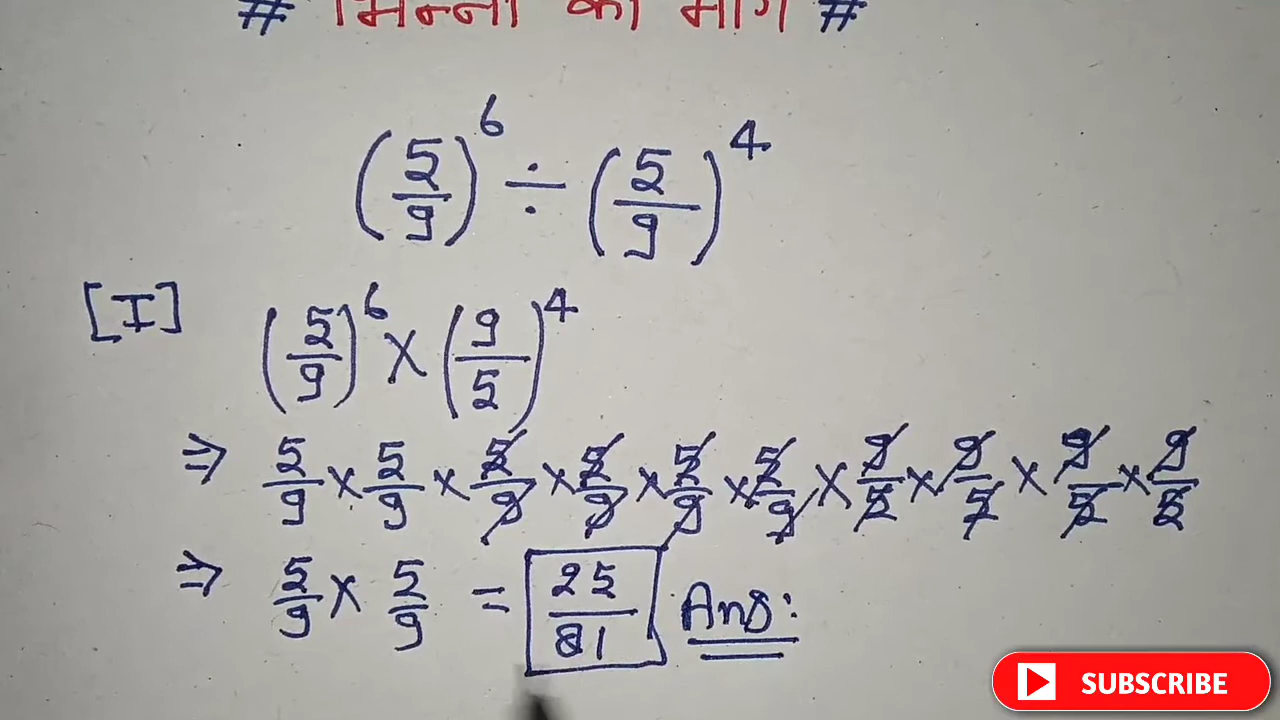 # भिन्नों का भाग #
(5/9)^6 ÷ (5/9)^4
[I] (5/9)^6 × (9/5)^4
⇒ 5/9 × 5/9 × 5/9 × 5/9 × 5/9 × 5/9 × 9/5 × 9/5 × 9/5 × 9/5
⇒ 5/9 × 5/9 = 25/81 Ans:
SUBSCRIBE